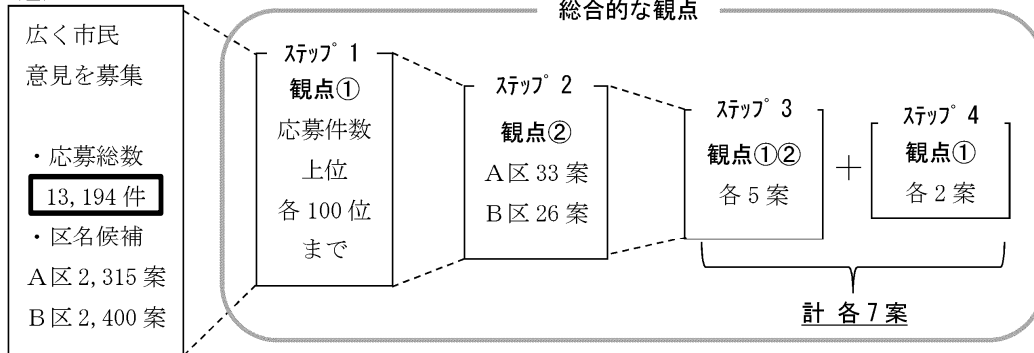 総合的な観点
広く市民
意見を募集
・応募総数
13,194件
・区名候補
A区2,315案
B区2,400案
ステップ1
観点①
応募件数
上位
各100位
まで
ステップ2
観点②
A区33案
B区26案
ステップ3
観点①②
各5案
+
ステップ4
観点①
各2案
計 各7案